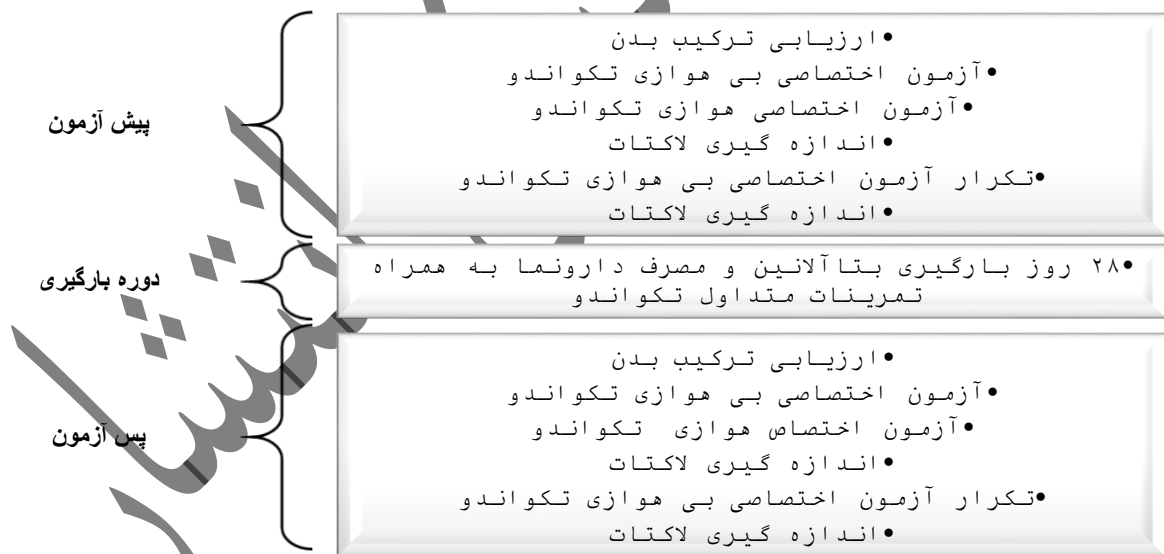 پیش آزمون
•ارزیابی ترکیب بدن
•آزمون اختصاصی بی هوازی تکواندو
•آزمون اختصاصی هوازی تکواندو
•اندازه گیری لاکتات
•تکرار آزمون اختصاصی بی هوازی تکواندو
•اندازه گیری لاکتات
دوره بارگیری
•۲۸ روز بارگیری بتاآلانین و مصرف دارونما به همراه
تمرینات متداول تکواندو
پس آزمون
•ارزیابی ترکیب بدن
•آزمون اختصاصی بی هوازی تکواندو
•آزمون اختصاص هوازی تکواندو
•اندازه گیری لاکتات
•تکرار آزمون اختصاصی بی هوازی تکواندو
•اندازه گیری لاکتات